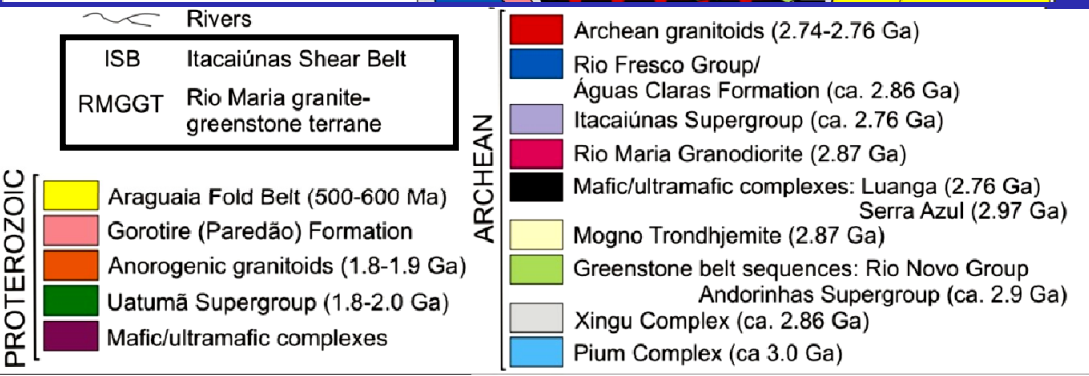 Rivers
ISB Itacaiúnas Shear Belt
RMGGT Rio Maria granite-
greenstone terrane
PROTEROZOIC
Araguaia Fold Belt (500-600 Ma)
Gorotire (Paredão) Formation
Anorogenic granitoids (1.8-1.9 Ga)
Uatumã Supergroup (1.8-2.0 Ga)
Mafic/ultramafic complexes
ARCHEAN
Archean granitoids (2.74-2.76 Ga)
Rio Fresco Group/
Águas Claras Formation (ca. 2.86 Ga)
Itacaiúnas Supergroup (ca. 2.76 Ga)
Rio Maria Granodiorite (2.87 Ga)
Mafic/ultramafic complexes: Luanga (2.76 Ga)
Serra Azul (2.97 Ga)
Mogno Trondhjemite (2.87 Ga)
Greenstone belt sequences: Rio Novo Group
Andorinhas Supergroup (ca. 2.9 Ga)
Xingu Complex (ca. 2.86 Ga)
Pium Complex (ca 3.0 Ga)